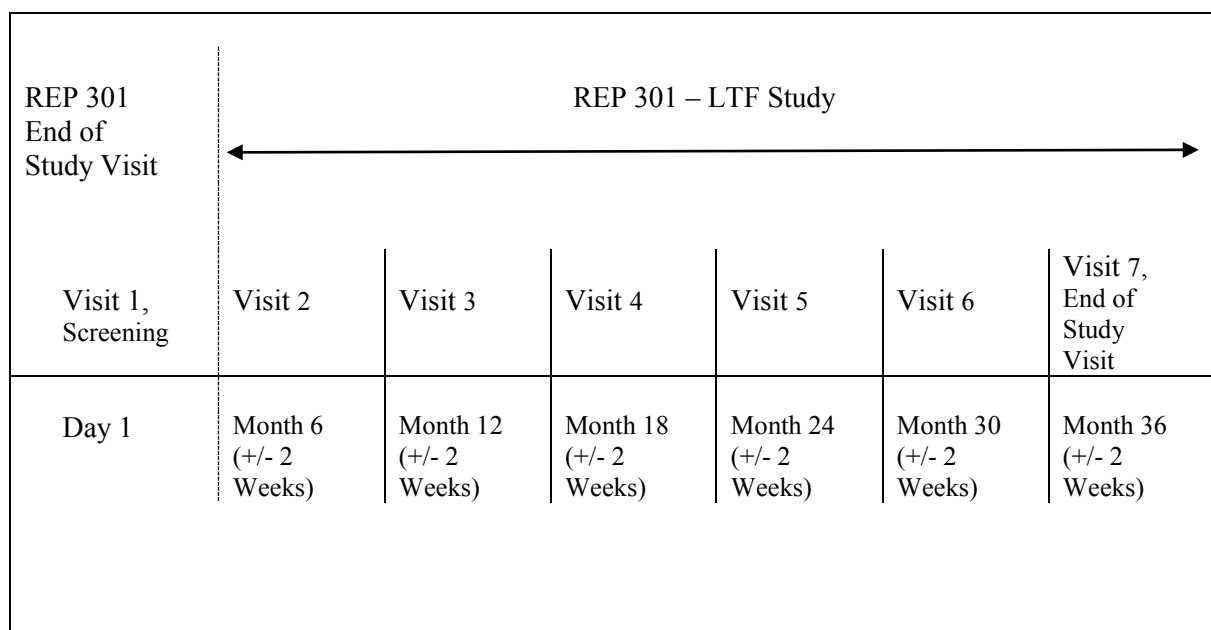 REP 301
End of
Study Visit
REP 301 – LTF Study
Visit 1,
Screening
Visit 2
Visit 3
Visit 4
Visit 5
Visit 6
Visit 7,
End of
Study
Visit
Day 1
Month 6
(+/- 2
Weeks)
Month 12
(+/- 2
Weeks)
Month 18
(+/- 2
Weeks)
Month 24
(+/- 2
Weeks)
Month 30
(+/- 2
Weeks)
Month 36
(+/- 2
Weeks)